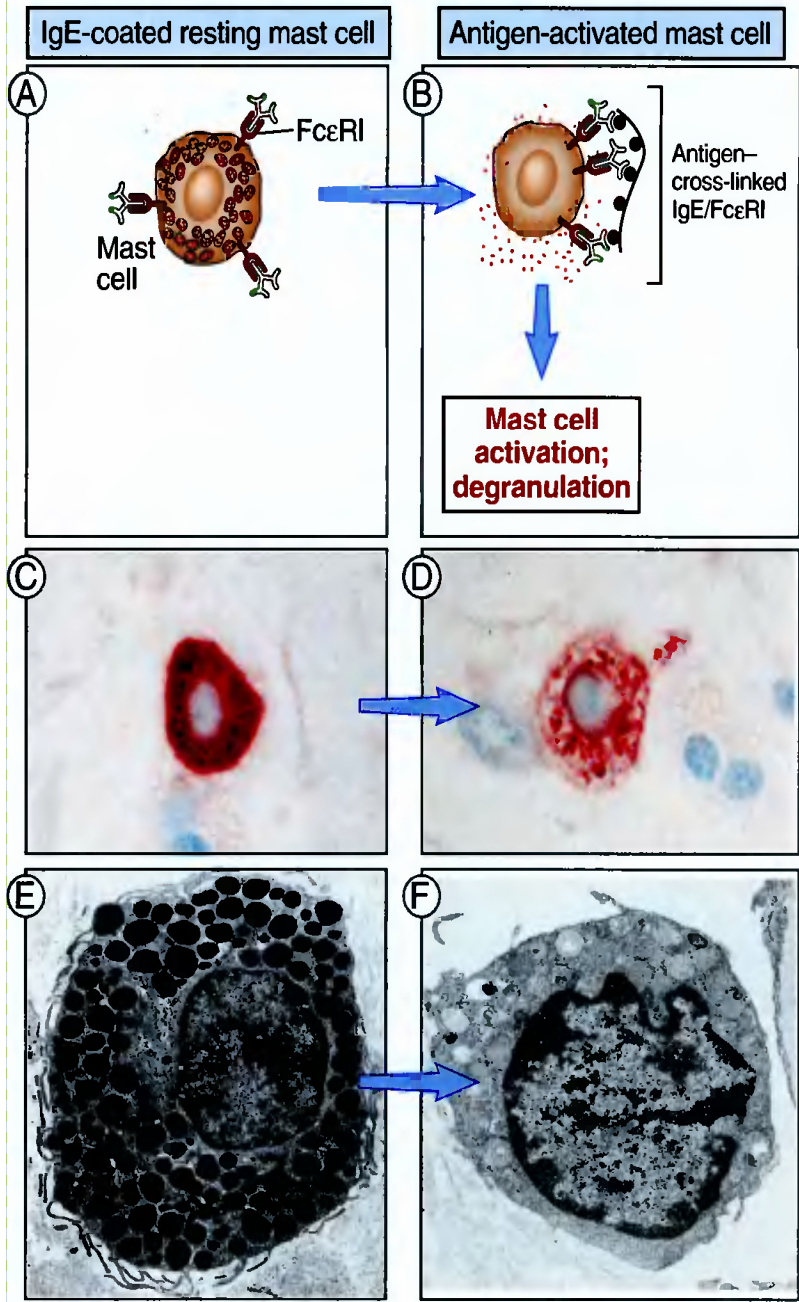 IgE-coated resting mast cell
Antigen-activated mast cell
A
FcεRI
Mast
cell
B
Antigen–
cross-linked
IgE/FcεRI
Mast cell
activation;
degranulation
C
D
E
F